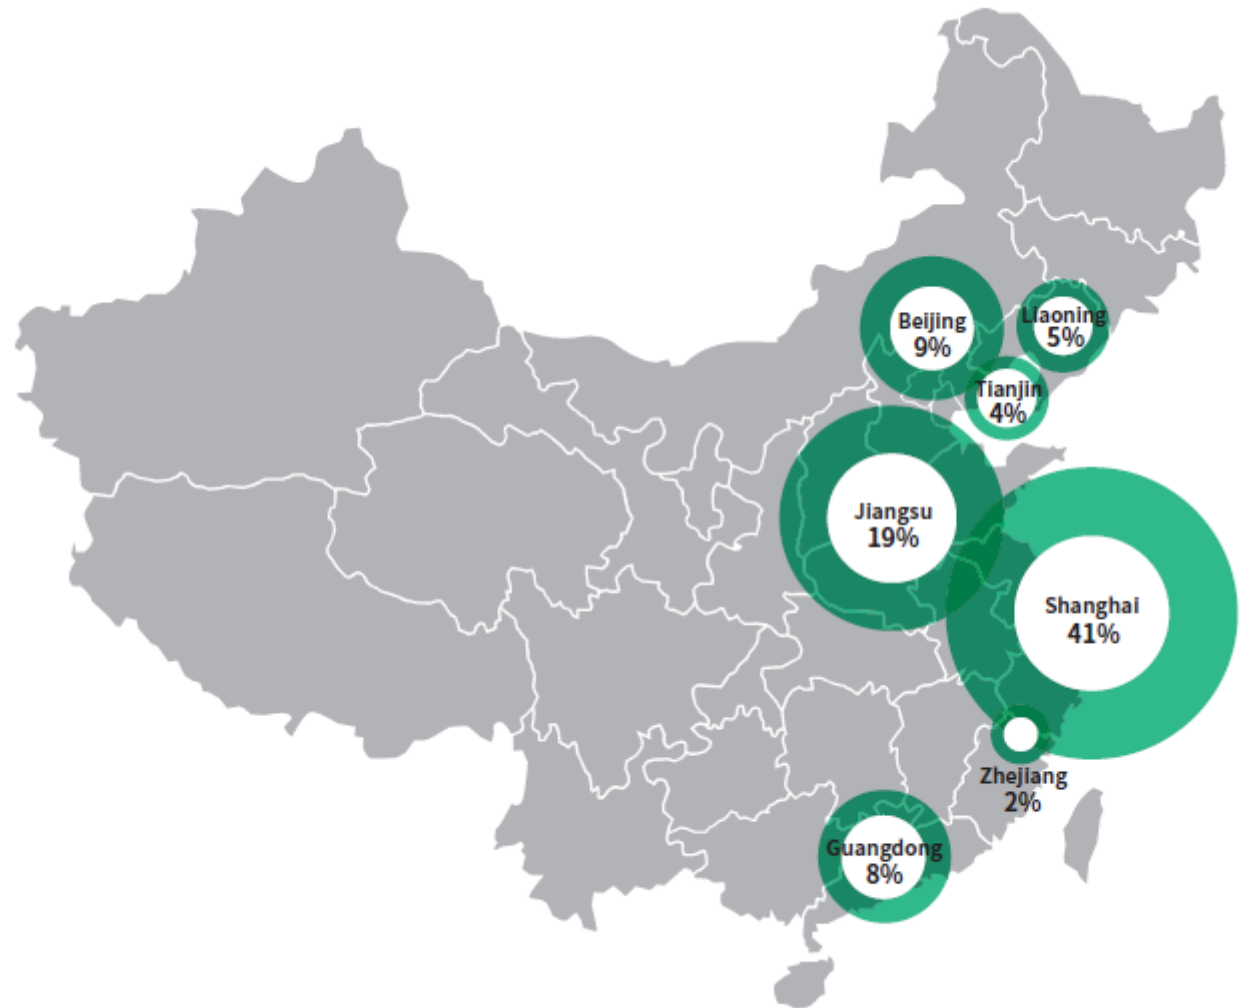 Beijing
9%
Liaoning
5%
Tianjin
4%
Jiangsu
19%
Shanghai
41%
Zhejiang
2%
Guangdong
8%